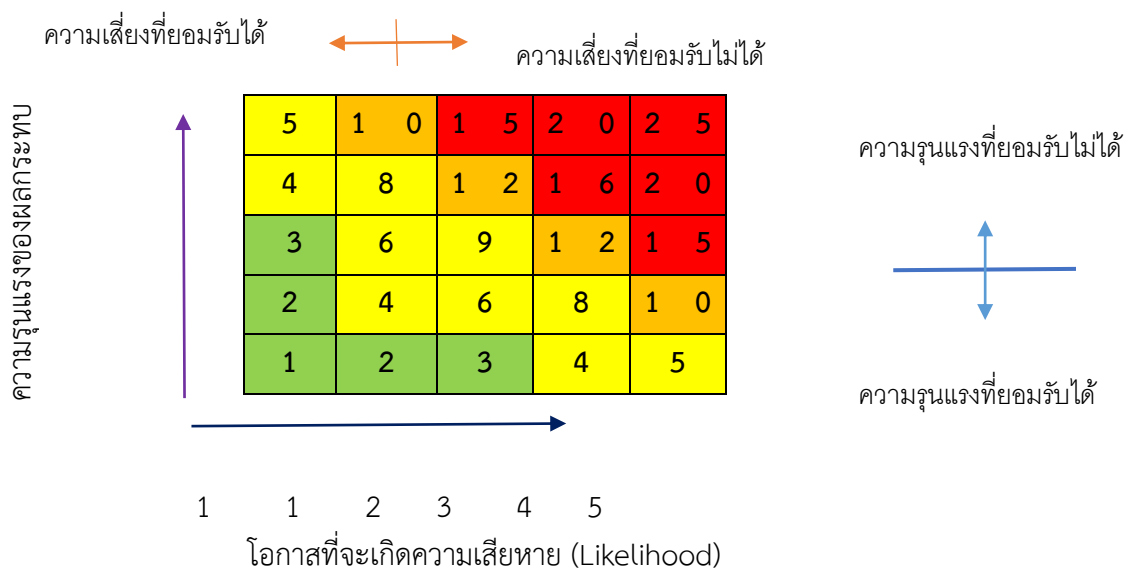 ความเสี่ยงที่ยอมรับได้
ความเสี่ยงที่ยอมรับไม่ได้
ความรุนแรงของผลกระทบ
5 1 0 1 5 2 0 2 5
4 8 1 2 1 6 2 0
3 6 9 1 2 1 5
2 4 6 8 1 0
1 2 3 4 5
ความรุนแรงที่ยอมรับไม่ได้
ความรุนแรงที่ยอมรับได้
1 1 2 3 4 5
โอกาสที่จะเกิดความเสียหาย (Likelihood)